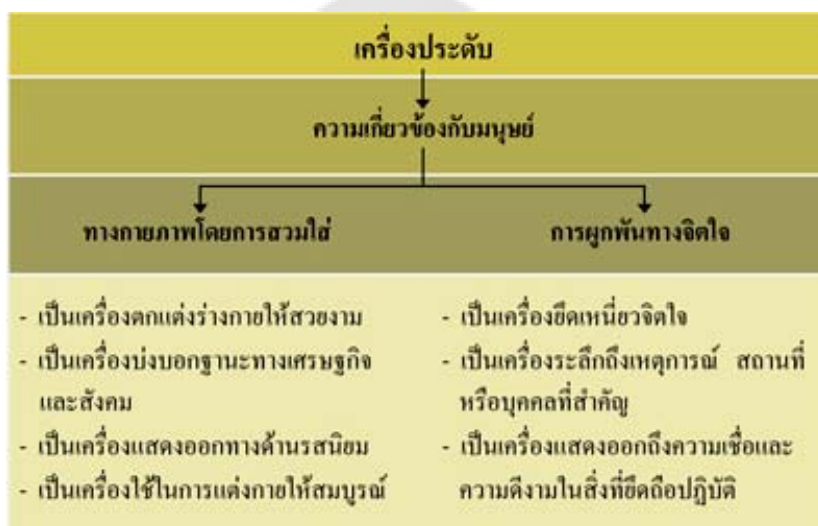 เครื่องประดับ
ความเกี่ยวข้องกับมนุษย์
ทางกายภาพโดยการสวมใส่
- เป็นเครื่องตกแต่งร่างกายให้สวยงาม
- เป็นเครื่องบ่งบอกฐานะทางเศรษฐกิจ
และสังคม
- เป็นเครื่องแสดงออกทางด้านรสนิยม
- เป็นเครื่องใช้ในการแต่งกายให้สมบูรณ์
การผูกพันทางจิตใจ
- เป็นเครื่องยึดเหนี่ยวจิตใจ
- เป็นเครื่องระลึกถึงเหตุการณ์ สถานที่
หรือบุคคลที่สำคัญ
- เป็นเครื่องแสดงออกถึงความเชื่อและ
ความดีงามในสิ่งที่ยึดถือปฏิบัติ